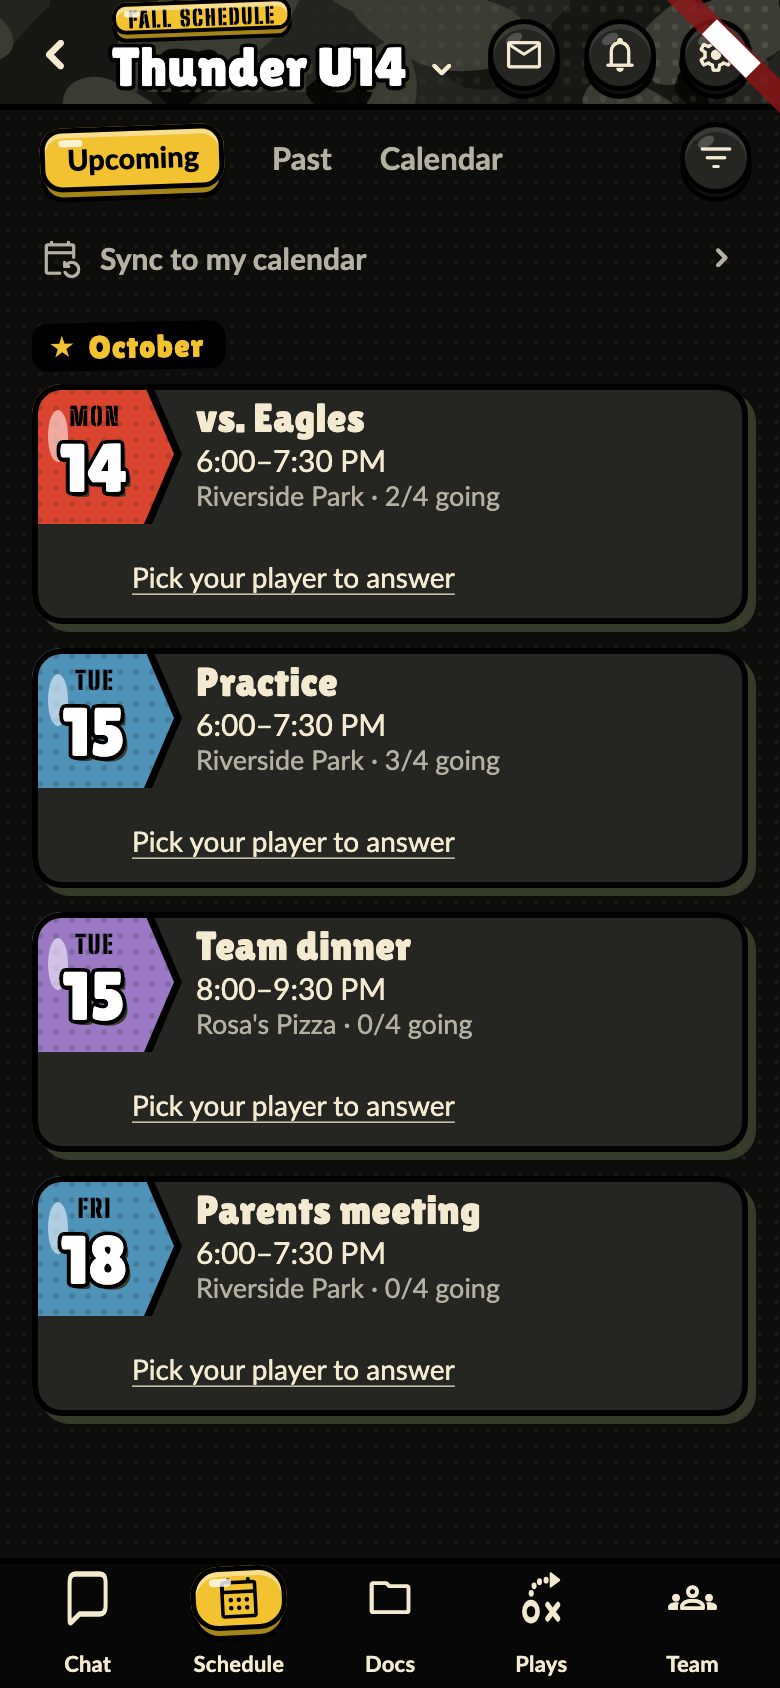 FALL SCHEDULE
Thunder U14
Upcoming
Past
Calendar
Sync to my calendar
★ October
MON
14
vs. Eagles
6:00–7:30 PM
Riverside Park · 2/4 going
Pick your player to answer
TUE
15
Practice
6:00–7:30 PM
Riverside Park · 3/4 going
Pick your player to answer
TUE
15
Team dinner
8:00–9:30 PM
Rosa's Pizza · 0/4 going
Pick your player to answer
FRI
18
Parents meeting
6:00–7:30 PM
Riverside Park · 0/4 going
Pick your player to answer
Chat
Schedule
Docs
Plays
Team